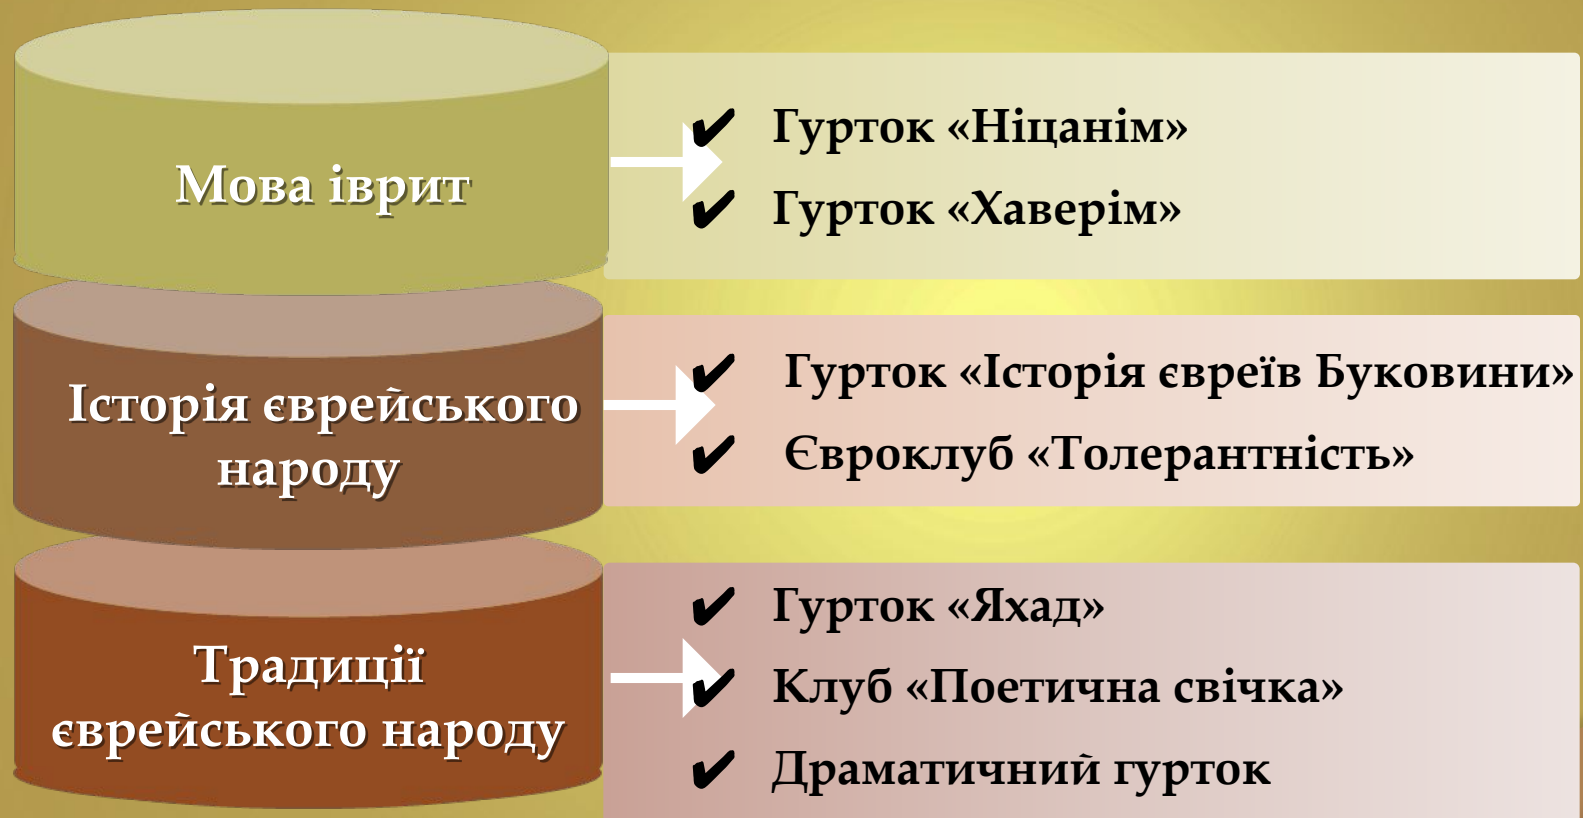 Мова іврит
✔ Гурток «Ніцанім»
✔ Гурток «Хаверім»
Історія єврейського
народу
✔ Гурток «Історія євреїв Буковини»
✔ Євроклуб «Толерантність»
Традиції
єврейського народу
✔ Гурток «Яхад»
✔ Клуб «Поетична свічка»
✔ Драматичний гурток